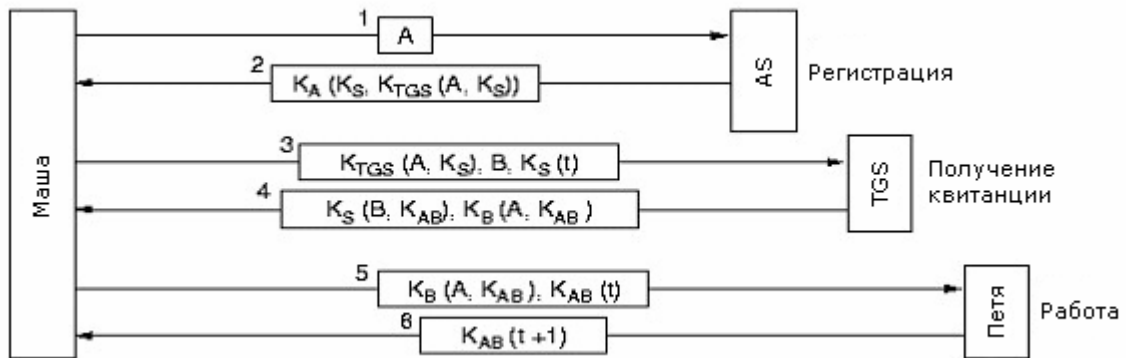 1
A
2
K_A (K_S, K_TGS (A, K_S))
AS
Регистрация
3
K_TGS (A, K_S), B, K_S (t)
4
K_S (B, K_AB), K_B (A, K_AB )
TGS
Получение
квитанции
Маша
5
K_B (A, K_AB), K_AB (t)
6
K_AB (t +1)
Петя
Работа